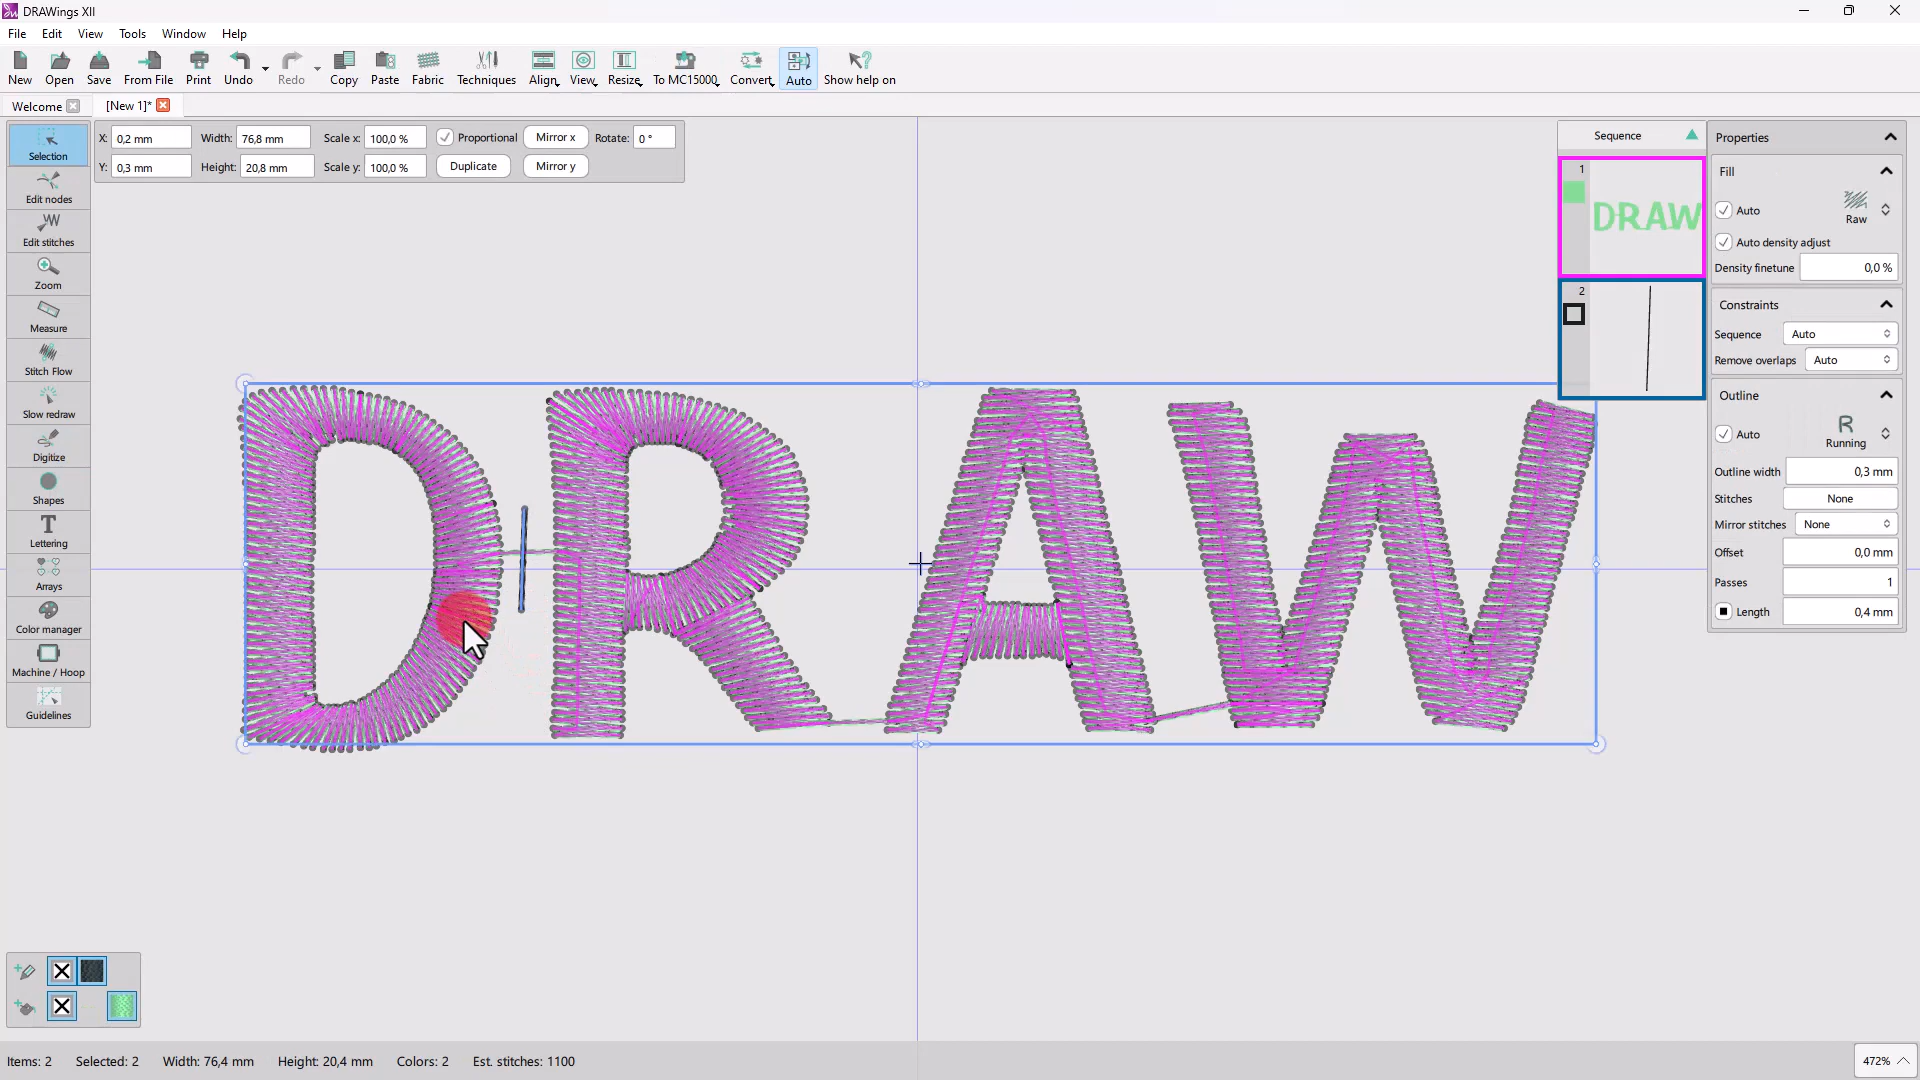 DRAWings XII
File Edit View Tools Window Help
New Open Save From File Print Undo Redo Copy Paste Fabric Techniques Align View Resize To MC15000 Convert Auto Show help on
Welcome [New 1]*
X: 0,2 mm Width: 76,8 mm Scale x: 100,0 % Proportional Mirror x Rotate: 0 °
Y: 0,3 mm Height: 20,8 mm Scale y: 100,0 % Duplicate Mirror y
Selection
Edit nodes
Edit stitches
Zoom
Measure
Stitch Flow
Slow redraw
Digitize
Shapes
Lettering
Arrays
Color manager
Machine / Hoop
Guidelines
DRAW
Sequence
1
DRAW
2
Properties
Fill
Auto Raw
Auto density adjust
Density finetune 0,0 %
Constraints
Sequence Auto
Remove overlaps Auto
Outline
Auto Running
Outline width 0,3 mm
Stitches None
Mirror stitches None
Offset 0,0 mm
Passes 1
Length 0,4 mm
Items: 2 Selected: 2 Width: 76,4 mm Height: 20,4 mm Colors: 2 Est. stitches: 1100 472%